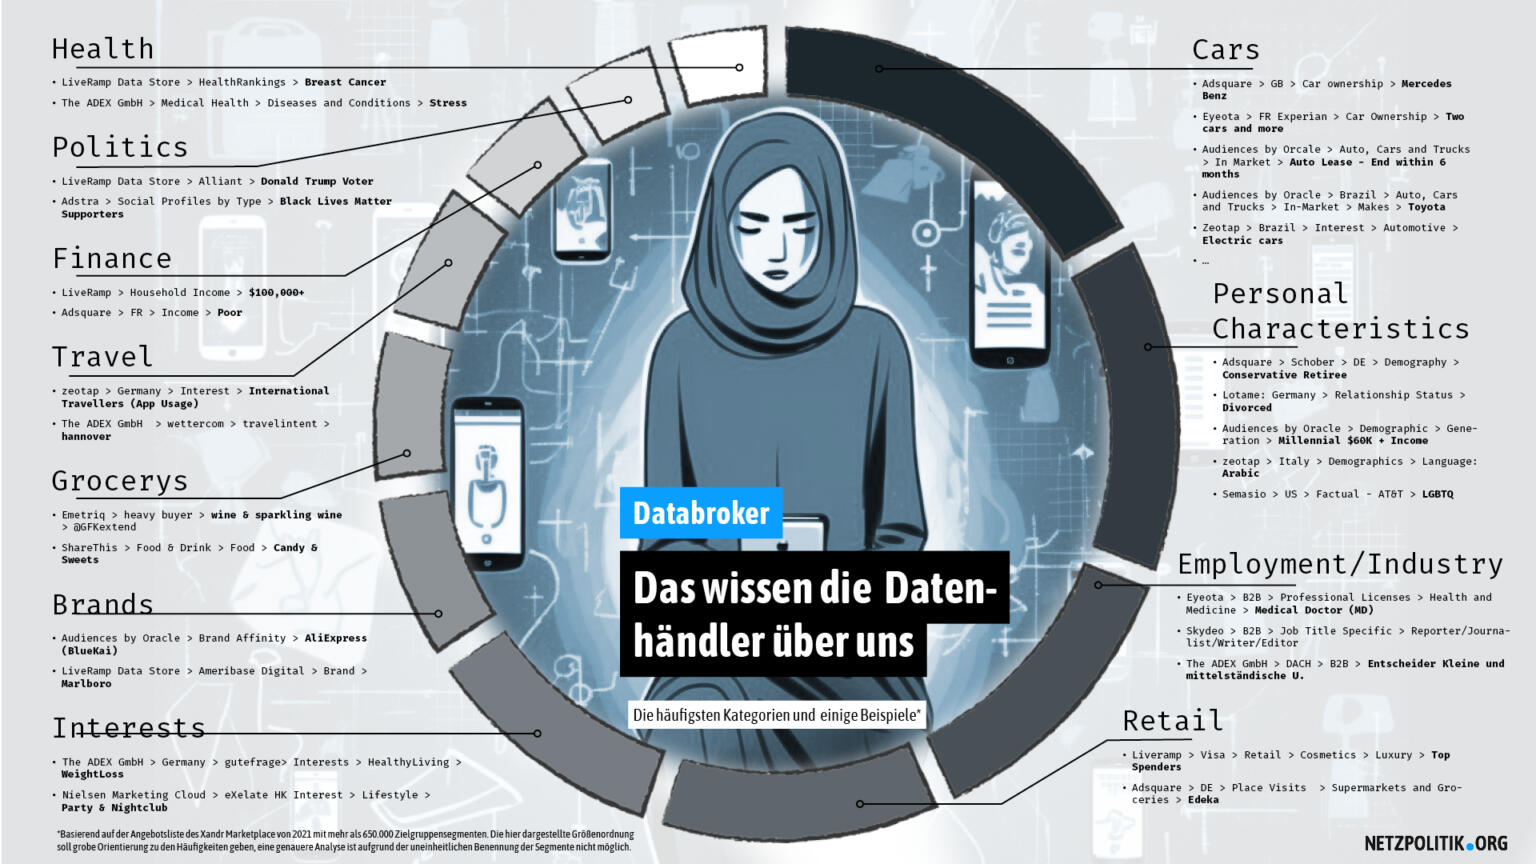 Health
• LiveRamp Data Store > HealthRankings > Breast Cancer
• The ADEX GmbH > Medical Health > Diseases and Conditions > Stress
Politics
• LiveRamp Data Store > Alliant > Donald Trump Voter
• Adstra > Social Profiles by Type > Black Lives Matter
Supporters
Finance
• LiveRamp > Household Income > $100,000+
• Adsquare > FR > Income > Poor
Travel
• zeotap > Germany > Interest > International
Travellers (App Usage)
• The ADEX GmbH > wettercom > travelintent >
hannover
Grocerys
• Emetriq > heavy buyer > wine & sparkling wine
> @GFKextend
• ShareThis > Food & Drink > Food > Candy &
Sweets
Brands
• Audiences by Oracle > Brand Affinity > AliExpress
(BlueKai)
• LiveRamp Data Store > Ameribase Digital > Brand >
Marlboro
Interests
• The ADEX GmbH > Germany > gutefrage> Interests > HealthyLiving >
WeightLoss
• Nielsen Marketing Cloud > eXelate HK Interest > Lifestyle >
Party & Nightclub
*Basierend auf der Angebotsliste des Xandr Marketplace von 2021 mit mehr als 650.000 Zielgruppensegmenten. Die hier dargestellte Größenordnung
soll grobe Orientierung zu den Häufigkeiten geben, eine genauere Analyse ist aufgrund der uneinheitlichen Benennung der Segmente nicht möglich.
Databroker
Das wissen die Daten-
händler über uns
Die häufigsten Kategorien und einige Beispiele*
Cars
• Adsquare > GB > Car ownership > Mercedes
Benz
• Eyeota > FR Experian > Car Ownership > Two
cars and more
• Audiences by Orcale > Auto, Cars and Trucks
> In Market > Auto Lease - End within 6
months
• Audiences by Oracle > Brazil > Auto, Cars
and Trucks > In-Market > Makes > Toyota
• Zeotap > Brazil > Interest > Automotive >
Electric cars
• …
Personal
Characteristics
• Adsquare > Schober > DE > Demography >
Conservative Retiree
• Lotame: Germany > Relationship Status >
Divorced
• Audiences by Oracle > Demographic > Gene-
ration > Millennial $60K + Income
• zeotap > Italy > Demographics > Language:
Arabic
• Semasio > US > Factual - AT&T > LGBTQ
Employment/Industry
• Eyeota > B2B > Professional Licenses > Health and
Medicine > Medical Doctor (MD)
• Skydeo > B2B > Job Title Specific > Reporter/Journa-
list/Writer/Editor
• The ADEX GmbH > DACH > B2B > Entscheider Kleine und
mittelständische U.
Retail
• Liveramp > Visa > Retail > Cosmetics > Luxury > Top
Spenders
• Adsquare > DE > Place Visits > Supermarkets and Gro-
ceries > Edeka
NETZPOLITIK.ORG